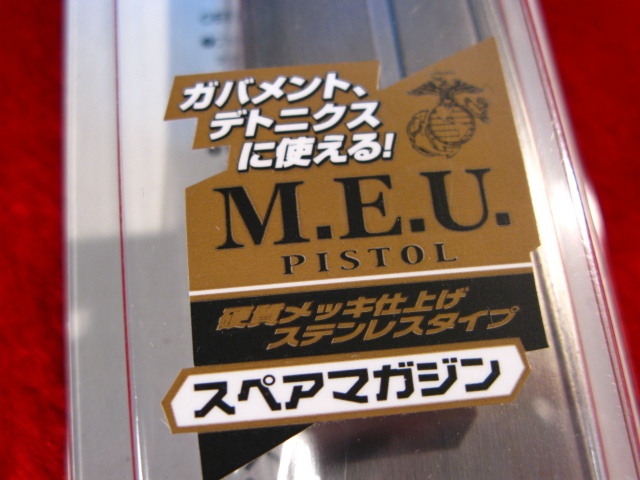 ガバメント、
デトニクス
に使える!
M.E.U.
PISTOL
硬質メッキ仕上げ
ステンレスタイプ
スペアマガジン